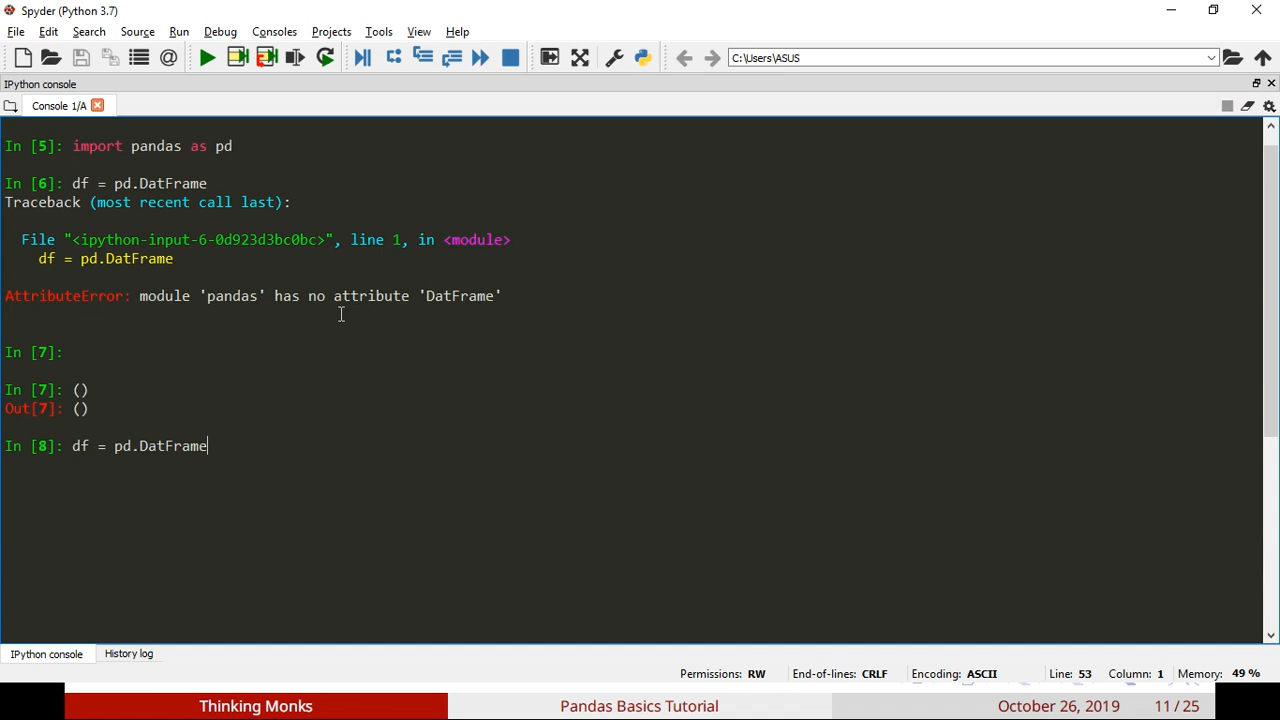 Spyder (Python 3.7)
File Edit Search Source Run Debug Consoles Projects Tools View Help
C:\Users\ASUS
IPython console
Console 1/A
In [5]: import pandas as pd
In [6]: df = pd.DatFrame
Traceback (most recent call last):
File "<ipython-input-6-0d923d3bc0bc>", line 1, in <module>
df = pd.DatFrame
AttributeError: module 'pandas' has no attribute 'DatFrame'
In [7]:
In [7]: ()
Out[7]: ()
In [8]: df = pd.DatFrame
IPython console History log
Permissions: RW End-of-lines: CRLF Encoding: ASCII Line: 53 Column: 1 Memory: 49 %
Thinking Monks Pandas Basics Tutorial October 26, 2019 11 / 25